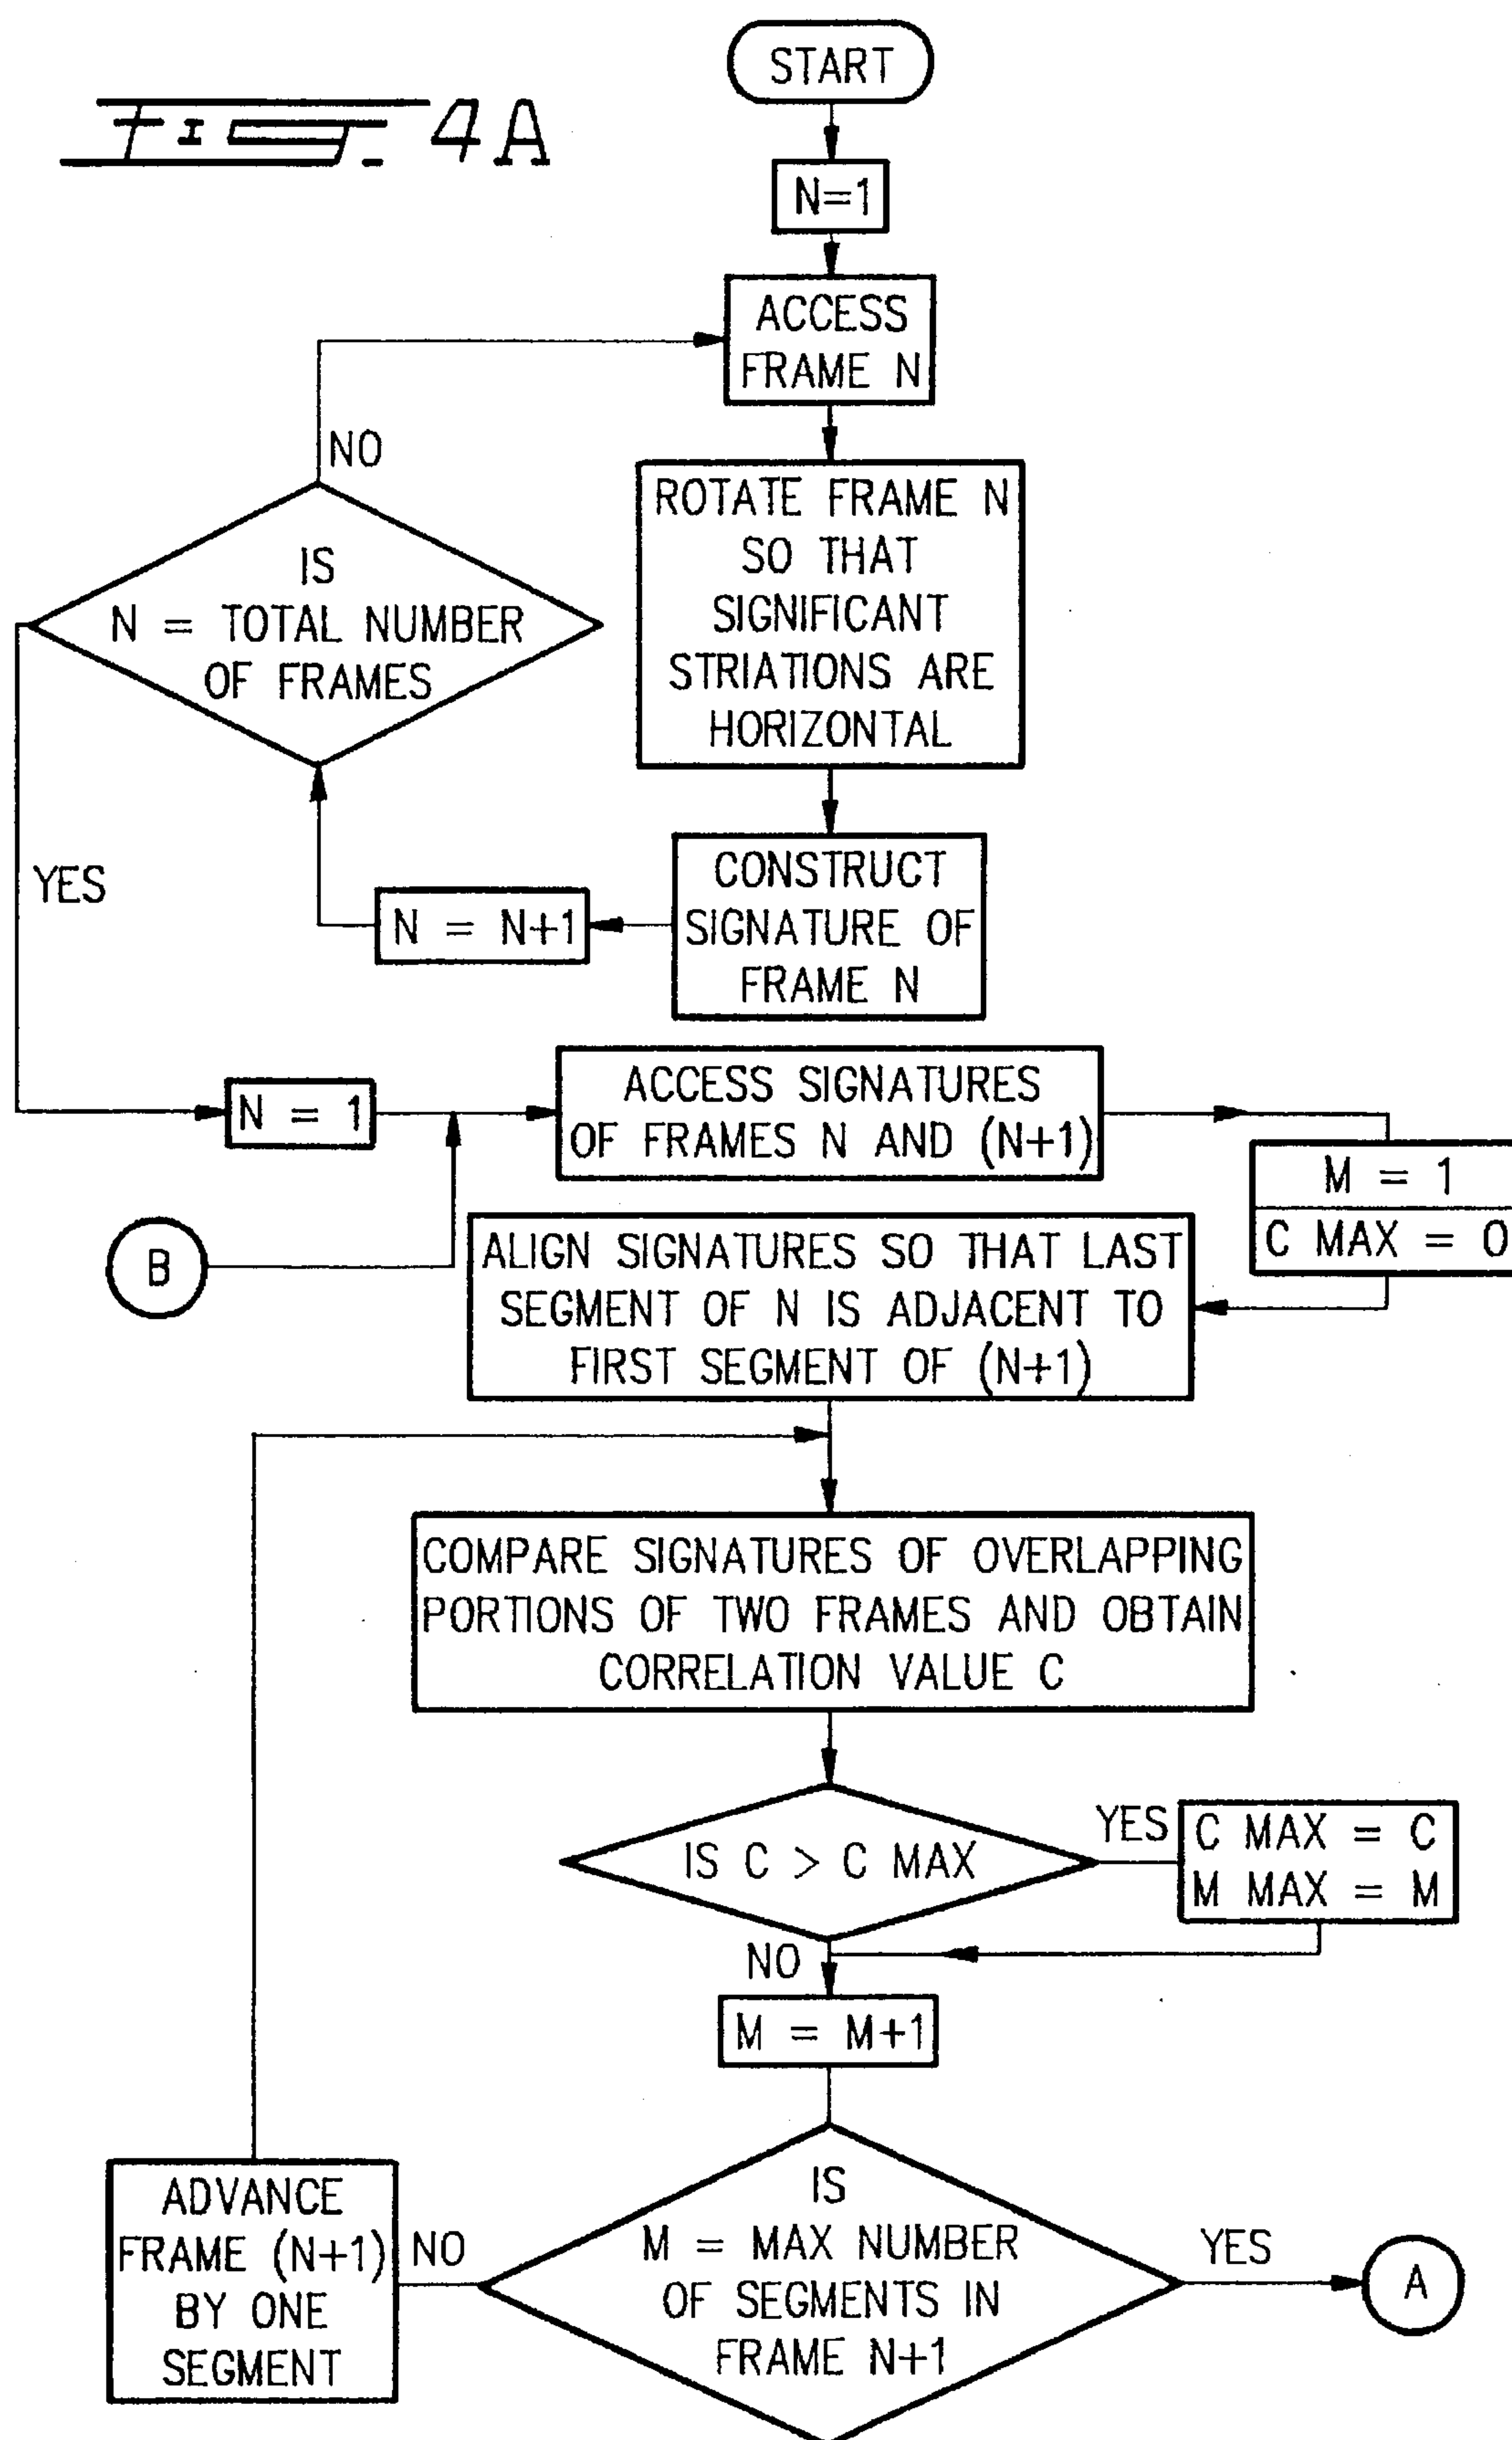 FIG. 4A
START
N=1
ACCESS
FRAME N
NO
ROTATE FRAME N
SO THAT
SIGNIFICANT
STRIATIONS ARE
HORIZONTAL
IS
N = TOTAL NUMBER
OF FRAMES
YES
CONSTRUCT
SIGNATURE OF
FRAME N
N = N+1
N = 1
ACCESS SIGNATURES
OF FRAMES N AND (N+1)
M = 1
C MAX = 0
B
ALIGN SIGNATURES SO THAT LAST
SEGMENT OF N IS ADJACENT TO
FIRST SEGMENT OF (N+1)
COMPARE SIGNATURES OF OVERLAPPING
PORTIONS OF TWO FRAMES AND OBTAIN
CORRELATION VALUE C
IS C > C MAX
YES
C MAX = C
M MAX = M
NO
M = M+1
IS
M = MAX NUMBER
OF SEGMENTS IN
FRAME N+1
NO
ADVANCE
FRAME (N+1)
BY ONE
SEGMENT
YES
A